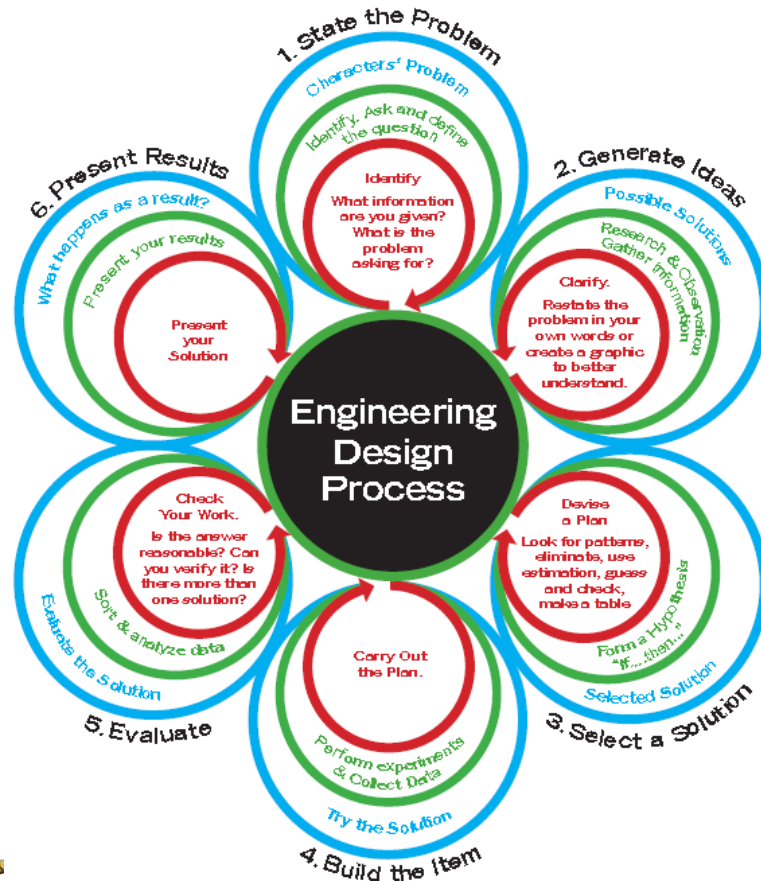 1. State the Problem
Characters' Problem
Identify, Ask and define
the question
Identify
What information
are you given?
What is the
problem
asking for?
2. Generate Ideas
Possible Solutions
Research & Observation
Gather Information
Clarify.
Restate the
problem in your
own words or
create a graphic
to better
understand.
3. Select a Solution
Selected Solution
Form a Hypothesis
"If....then..."
Devise
a Plan
Look for patterns,
eliminate, use
estimation, guess
and check,
make a table
4. Build the Item
Try the Solution
Perform experiments
& Collect Data
Carry Out
the Plan.
5. Evaluate
Evaluate the Solution
Sort & analyze data
Check
Your Work.
Is the answer
reasonable? Can
you verify it? Is
there more than
one solution?
6. Present Results
What happens as a result?
Present your results
Present
your
Solution
Engineering
Design
Process